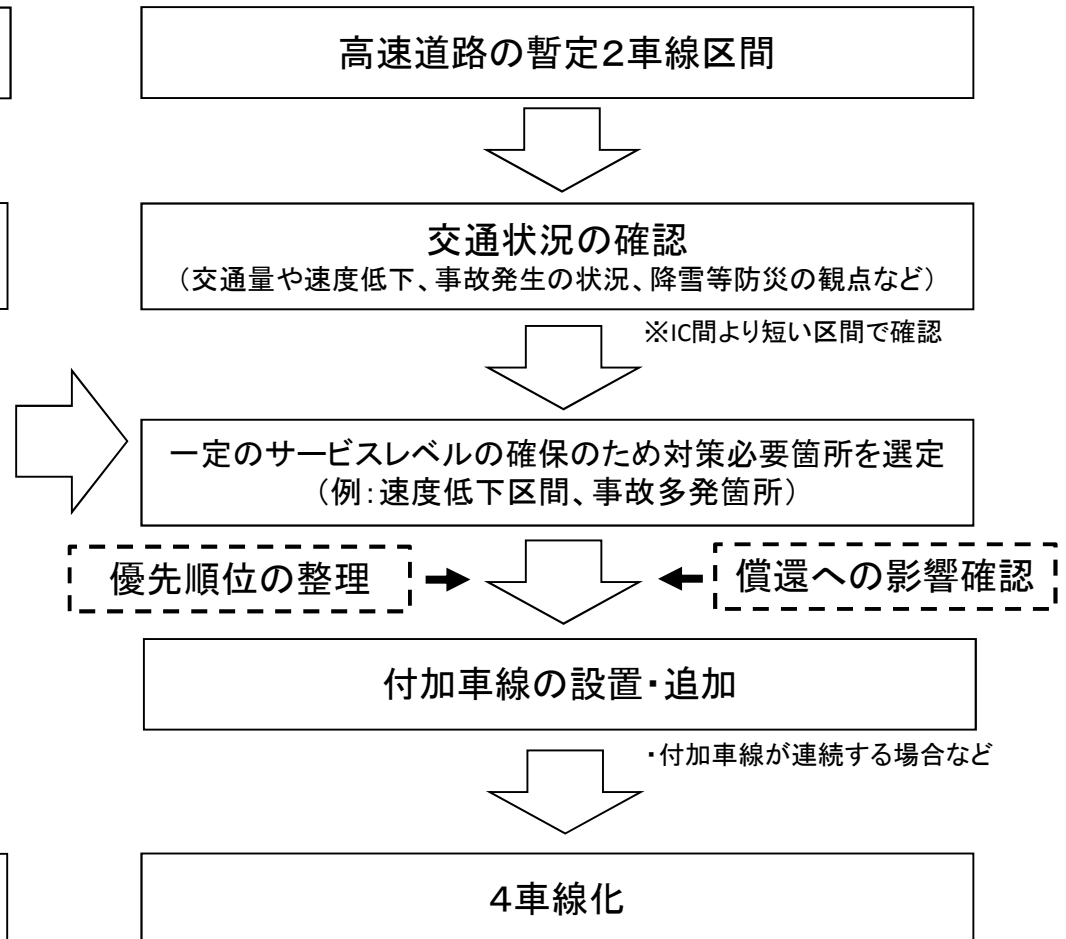 高速道路の暫定２車線区間
交通状況の確認
（交通量や速度低下、事故発生の状況、降雪等防災の観点など）
※IC間より短い区間で確認
一定のサービスレベルの確保のため対策必要箇所を選定
（例：速度低下区間、事故多発箇所）
優先順位の整理
償還への影響確認
付加車線の設置・追加
・付加車線が連続する場合など
４車線化